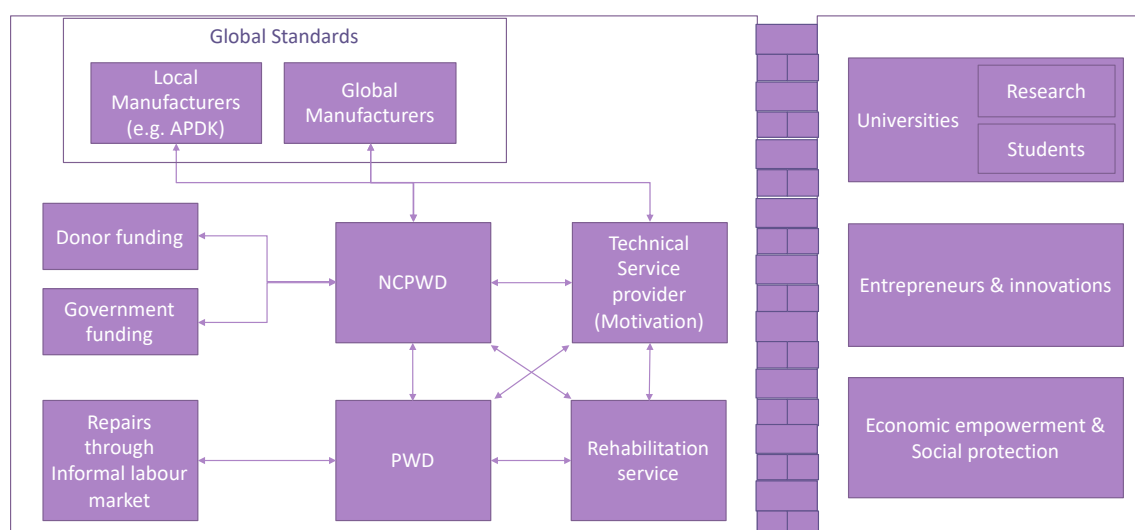 Global Standards
Local
Manufacturers
(e.g. APDK)
Global
Manufacturers
Donor funding
Government
funding
NCPWD
Technical
Service
provider
(Motivation)
Repairs
through
Informal labour
market
PWD
Rehabilitation
service
Universities
Research
Students
Entrepreneurs & innovations
Economic empowerment &
Social protection